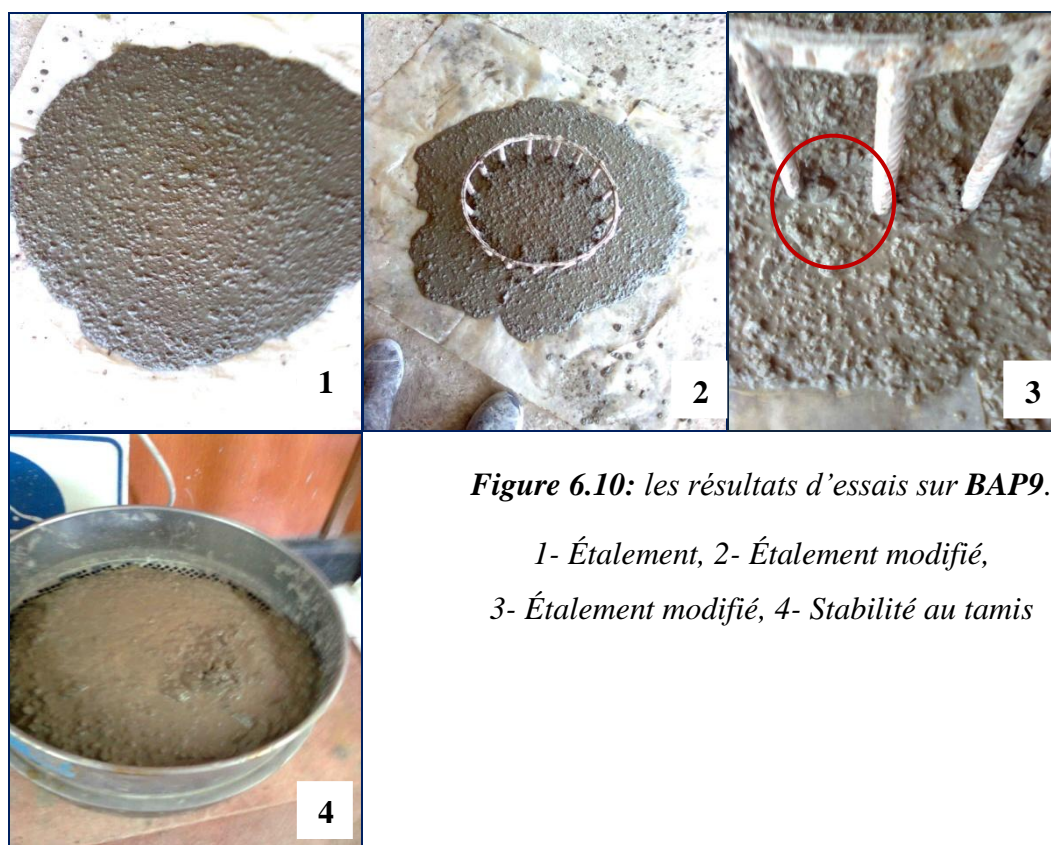 1
2
3
Figure 6.10: les résultats d’essais sur BAP9.
1- Étalement, 2- Étalement modifié,
3- Étalement modifié, 4- Stabilité au tamis
4